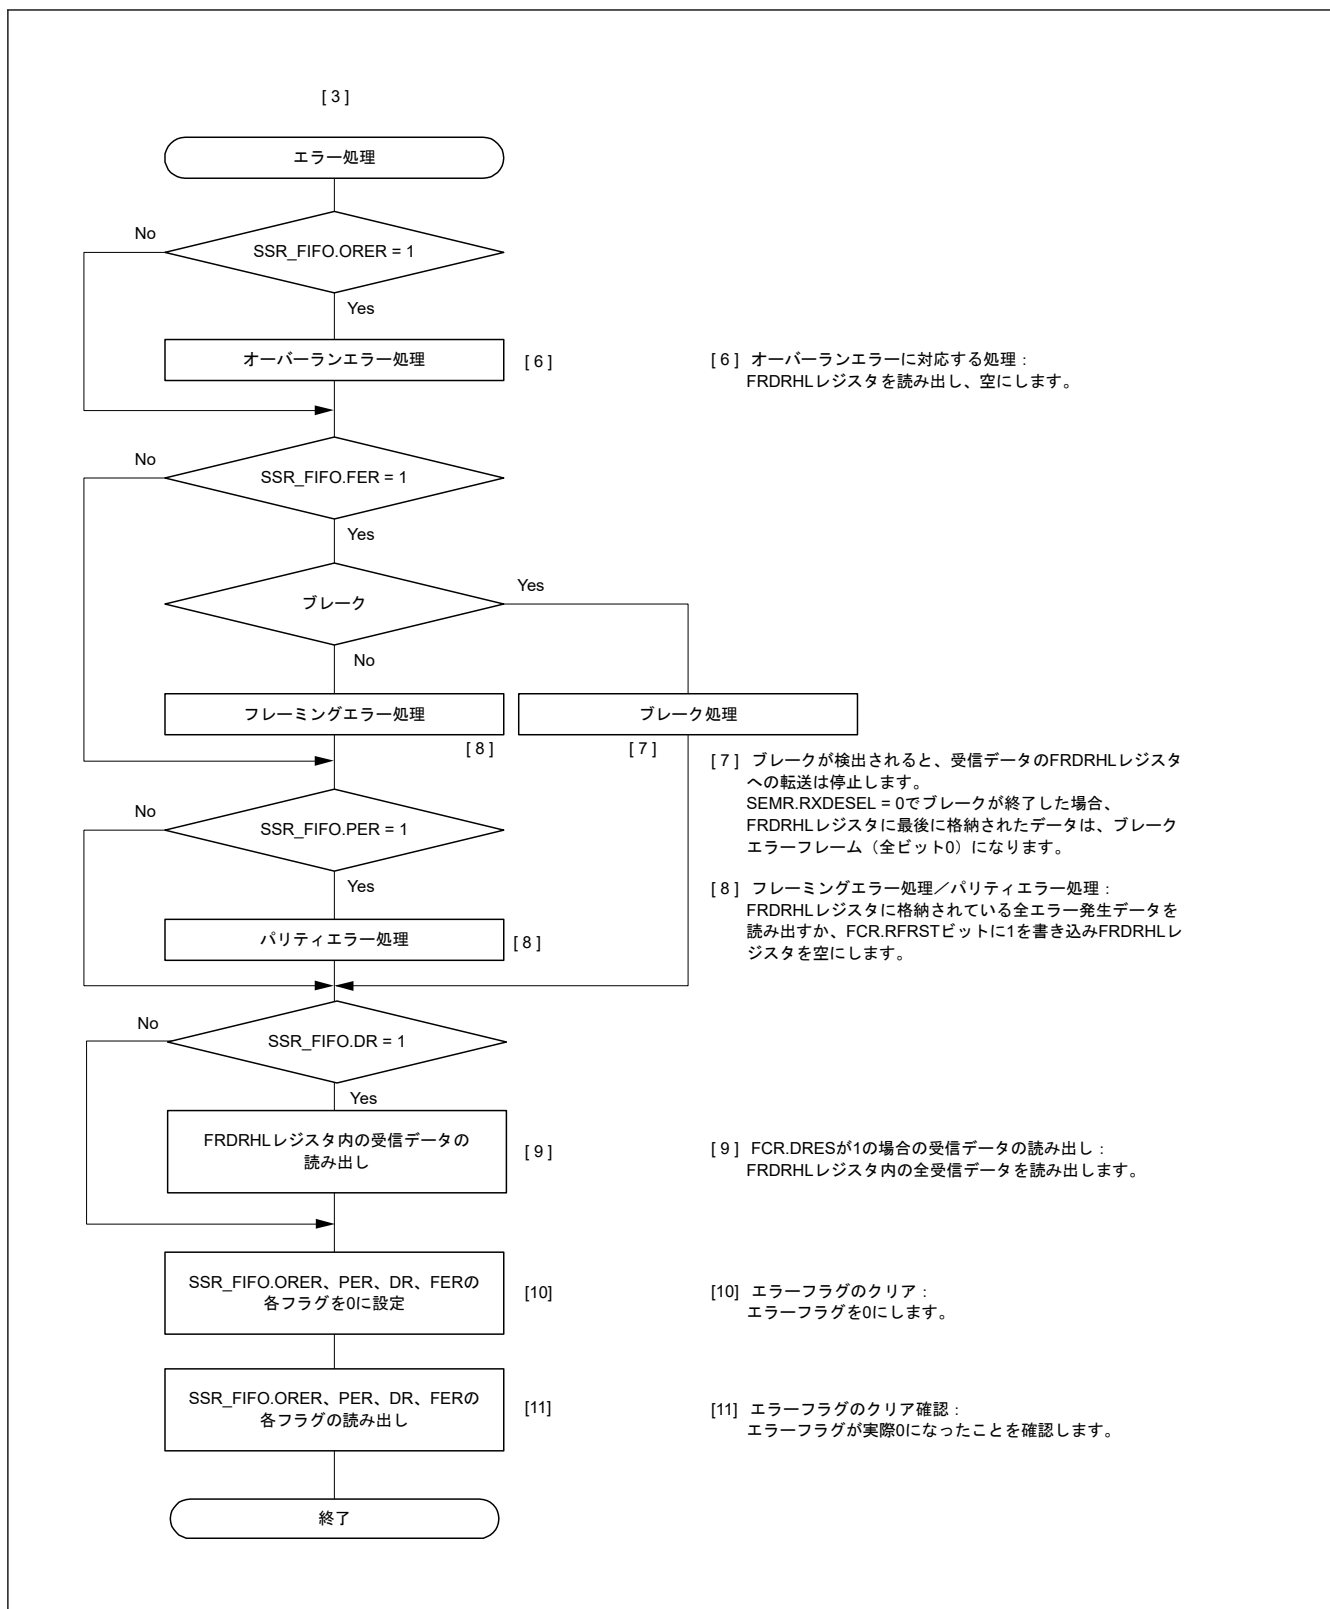 [ 3 ]
エラー処理
No
SSR_FIFO.ORER = 1
Yes
オーバーランエラー処理
[ 6 ]
[ 6 ] オーバーランエラーに対応する処理：
FRDRHLレジスタを読み出し、空にします。
No
SSR_FIFO.FER = 1
Yes
ブレーク
Yes
No
フレーミングエラー処理
ブレーク処理
[ 8 ]
[ 7 ]
[ 7 ] ブレークが検出されると、受信データのFRDRHLレジスタ
への転送は停止します。
SEMR.RXDESEL = 0でブレークが終了した場合、
FRDRHLレジスタに最後に格納されたデータは、ブレーク
エラーフレーム（全ビット0）になります。
No
SSR_FIFO.PER = 1
Yes
パリティエラー処理
[ 8 ]
[ 8 ] フレーミングエラー処理／パリティエラー処理：
FRDRHLレジスタに格納されている全エラー発生データを
読み出すか、FCR.RFRSTビットに1を書き込みFRDRHLレ
ジスタを空にします。
No
SSR_FIFO.DR = 1
Yes
FRDRHLレジスタ内の受信データの
読み出し
[ 9 ]
[ 9 ] FCR.DRESが1の場合の受信データの読み出し：
FRDRHLレジスタ内の全受信データを読み出します。
SSR_FIFO.ORER、PER、DR、FERの
各フラグを0に設定
[10]
[10] エラーフラグのクリア：
エラーフラグを0にします。
SSR_FIFO.ORER、PER、DR、FERの
各フラグの読み出し
[11]
[11] エラーフラグのクリア確認：
エラーフラグが実際0になったことを確認します。
終了